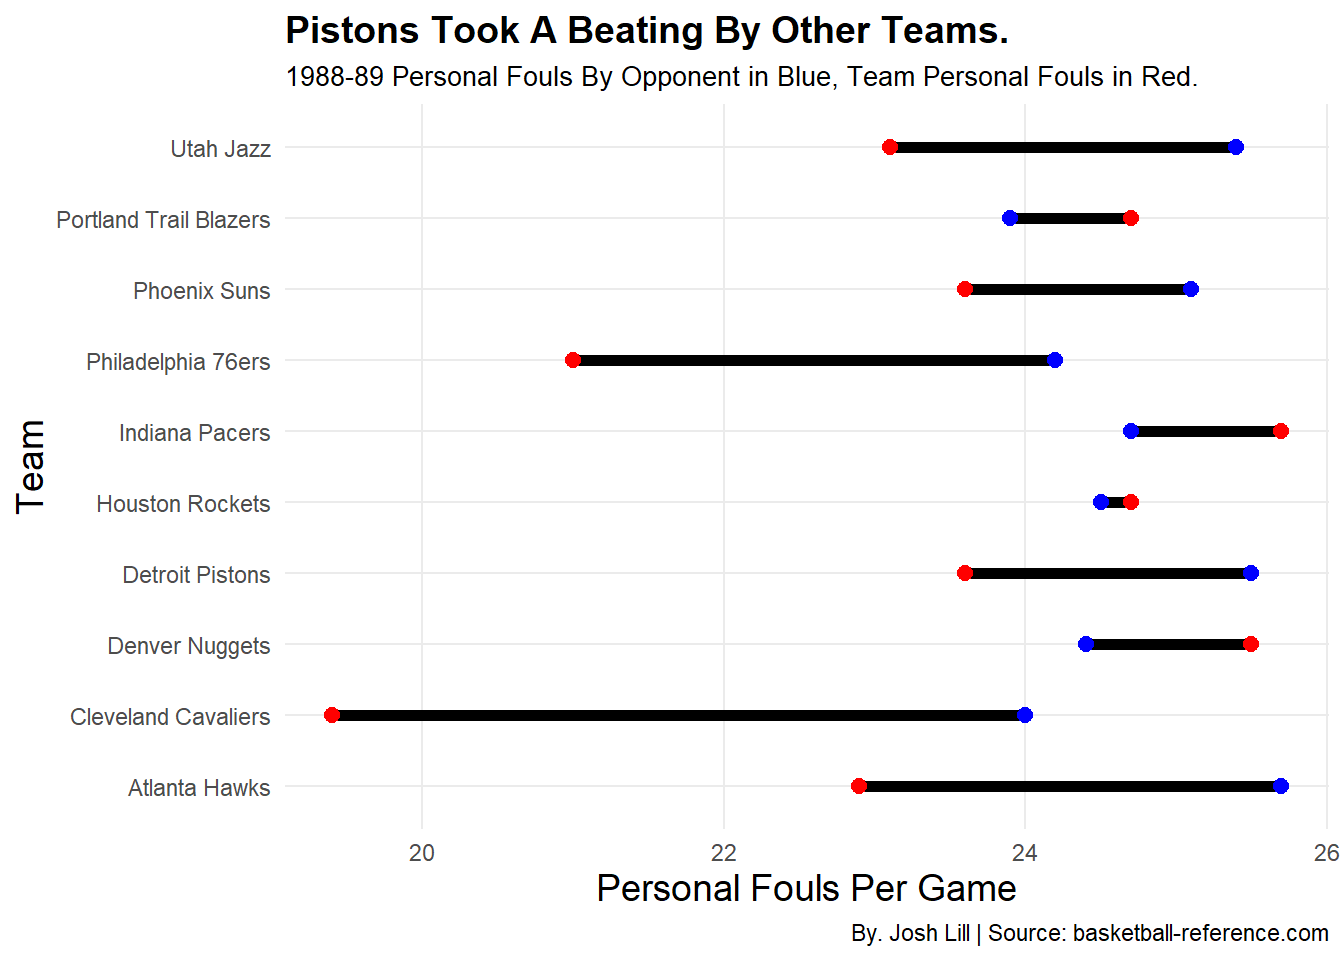 Pistons Took A Beating By Other Teams.
1988-89 Personal Fouls By Opponent in Blue, Team Personal Fouls in Red.
Utah Jazz
Portland Trail Blazers
Phoenix Suns
Philadelphia 76ers
Indiana Pacers
Houston Rockets
Detroit Pistons
Denver Nuggets
Cleveland Cavaliers
Atlanta Hawks
Team
20 22 24 26
Personal Fouls Per Game
By. Josh Lill | Source: basketball-reference.com